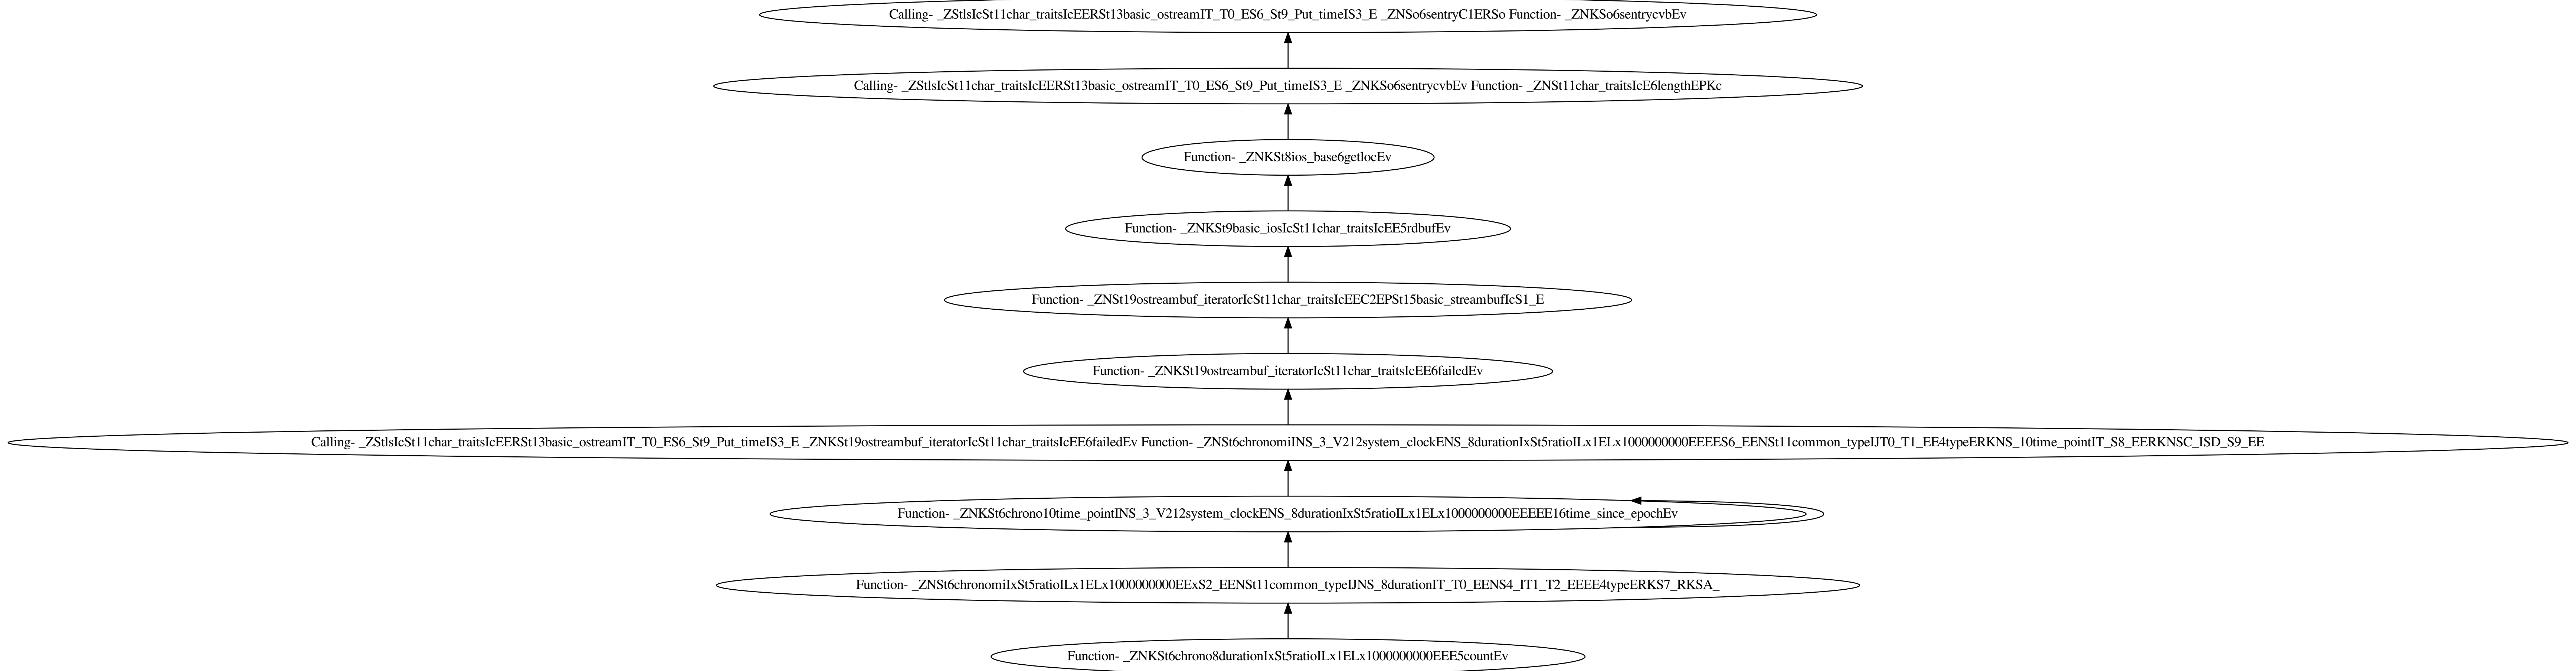 Calling- _ZStlsIcSt11char_traitsIcEERSt13basic_ostreamIT_T0_ES6_St9_Put_timeIS3_E _ZNSo6sentryC1ERSo Function- _ZNKSo6sentrycvbEv
Calling- _ZStlsIcSt11char_traitsIcEERSt13basic_ostreamIT_T0_ES6_St9_Put_timeIS3_E _ZNKSo6sentrycvbEv Function- _ZNSt11char_traitsIcE6lengthEPKc
Function- _ZNKSt8ios_base6getlocEv
Function- _ZNKSt9basic_iosIcSt11char_traitsIcEE5rdbufEv
Function- _ZNSt19ostreambuf_iteratorIcSt11char_traitsIcEEC2EPSt15basic_streambufIcS1_E
Function- _ZNKSt19ostreambuf_iteratorIcSt11char_traitsIcEE6failedEv
Calling- _ZStlsIcSt11char_traitsIcEERSt13basic_ostreamIT_T0_ES6_St9_Put_timeIS3_E _ZNKSt19ostreambuf_iteratorIcSt11char_traitsIcEE6failedEv Function- _ZNSt6chronomiINS_3_V212system_clockENS_8durationIxSt5ratioILx1ELx1000000000EEEES6_EENSt11common_typeIJT0_T1_EE4typeERKNS_10time_pointIT_S8_EERKNSC_ISD_S9_EE
Function- _ZNKSt6chrono10time_pointINS_3_V212system_clockENS_8durationIxSt5ratioILx1ELx1000000000EEEEE16time_since_epochEv
Function- _ZNSt6chronomiIxSt5ratioILx1ELx1000000000EExS2_EENSt11common_typeIJNS_8durationIT_T0_EENS4_IT1_T2_EEEE4typeERKS7_RKSA_
Function- _ZNKSt6chrono8durationIxSt5ratioILx1ELx1000000000EEE5countEv